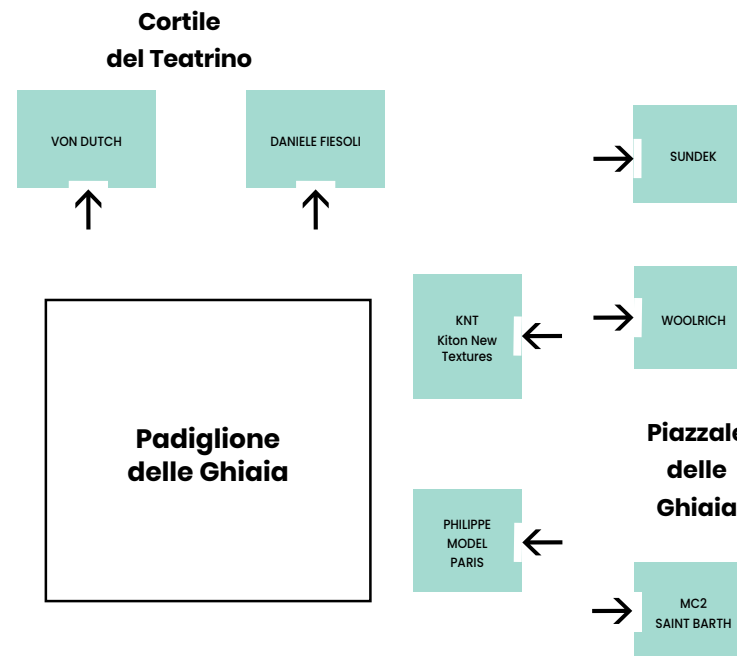 Cortile
del Teatrino
VON DUTCH
DANIELE FIESOLI
SUNDEK
KNT
Kiton New
Textures
WOOLRICH
Padiglione
delle Ghiaia
Piazzale
delle
Ghiaia
PHILIPPE
MODEL
PARIS
MC2
SAINT BARTH